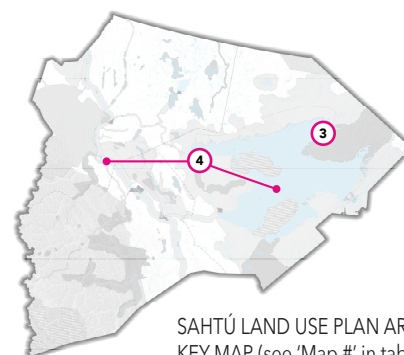 3
4
SAHTÚ LAND USE PLAN AR
KEY MAP (see ‘Map #’ in tab